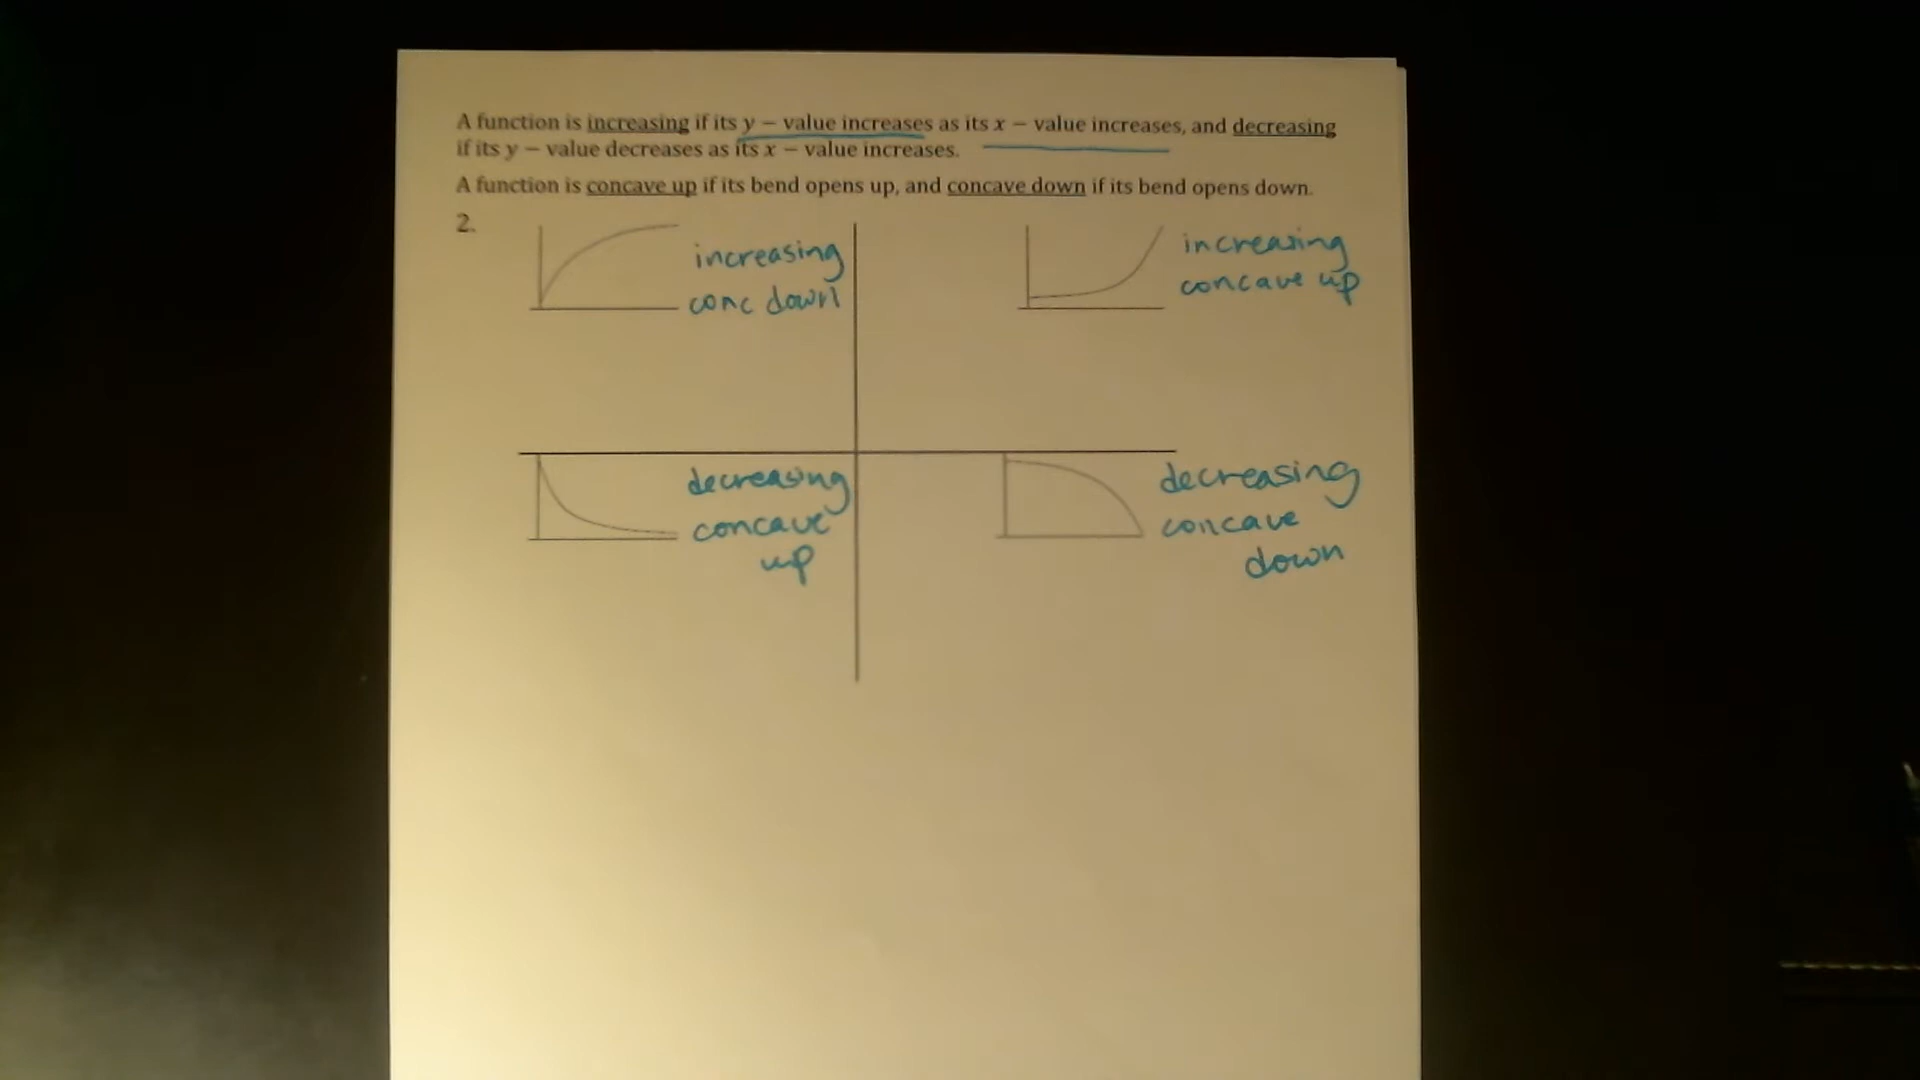 A function is increasing if its y – value increases as its x – value increases, and decreasing
if its y – value decreases as its x – value increases.
A function is concave up if its bend opens up, and concave down if its bend opens down.
2.
increasing
conc down
increasing
concave up
decreasing
concave
up
decreasing
concave
down